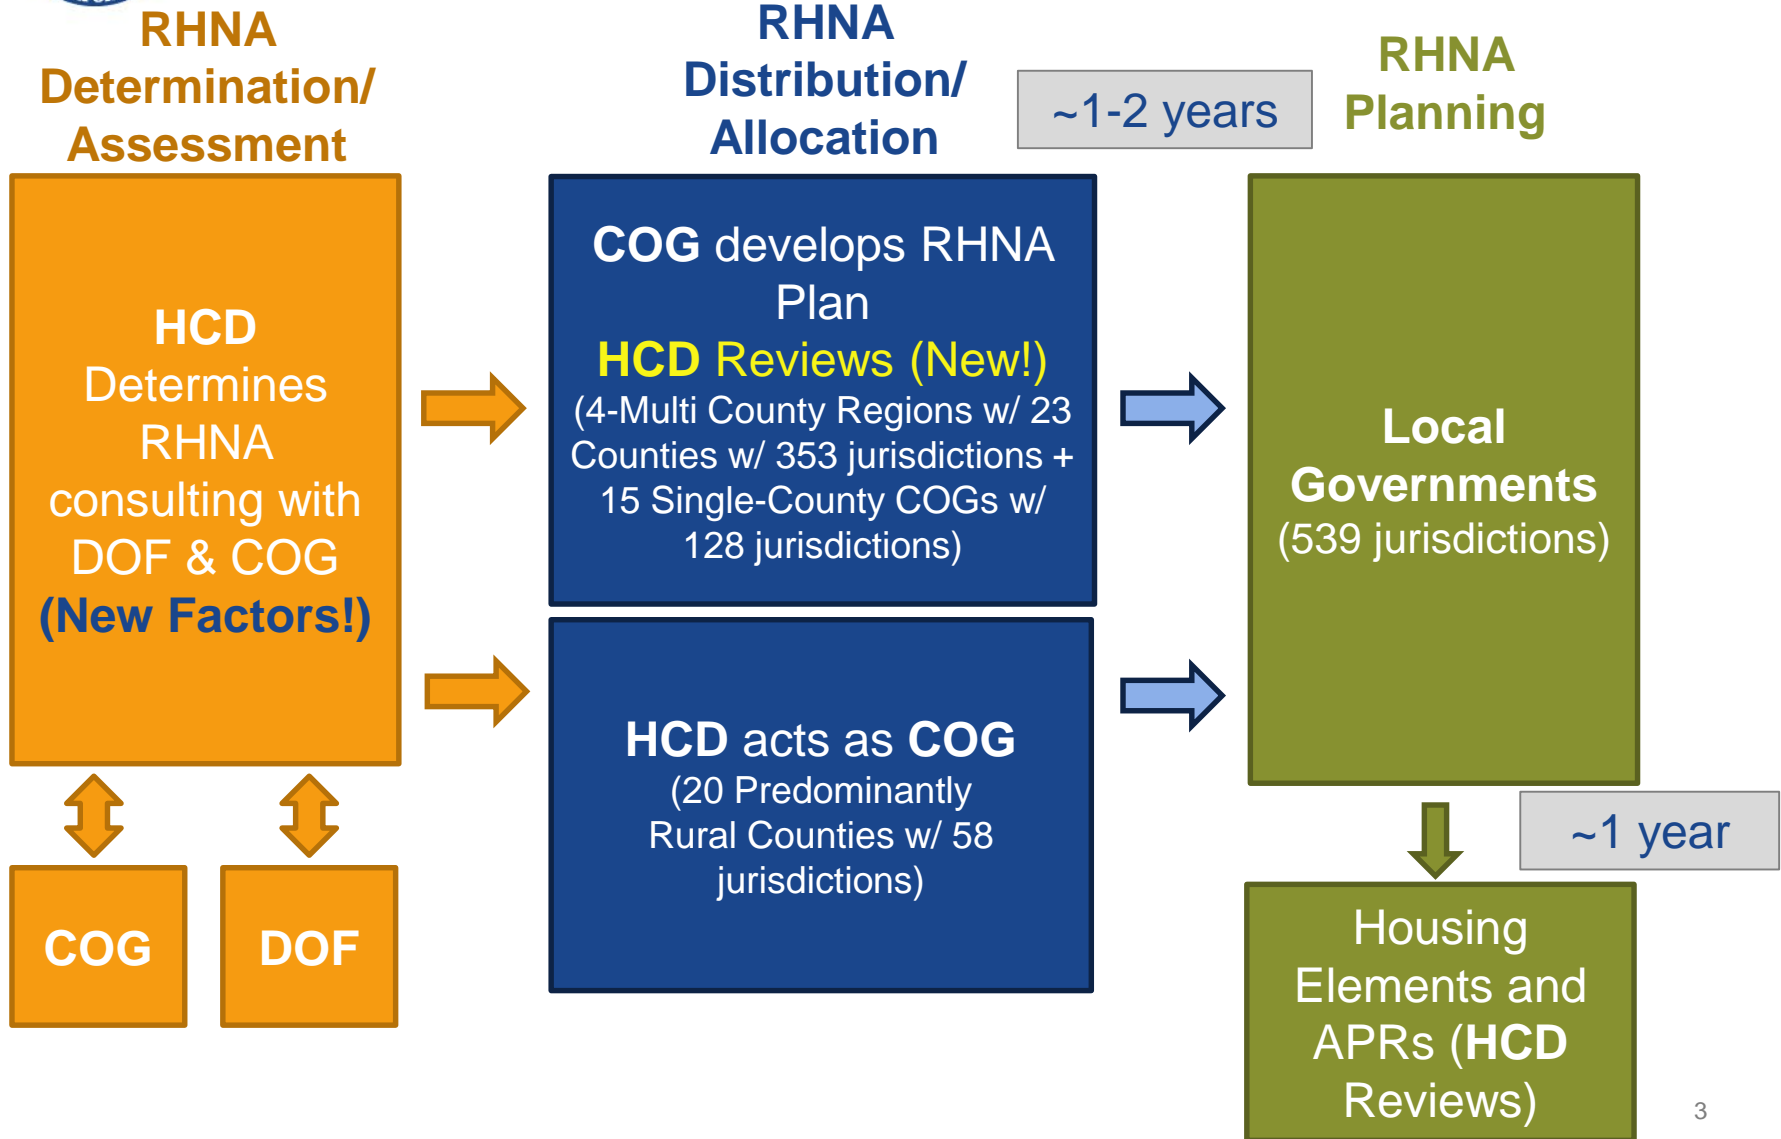 RHNA
Determination/
Assessment
HCD
Determines
RHNA
consulting with
DOF & COG
(New Factors!)
COG
DOF
RHNA
Distribution/
Allocation
~1-2 years
COG develops RHNA
Plan
HCD Reviews (New!)
(4-Multi County Regions w/ 23
Counties w/ 353 jurisdictions +
15 Single-County COGs w/
128 jurisdictions)
HCD acts as COG
(20 Predominantly
Rural Counties w/ 58
jurisdictions)
RHNA
Planning
Local
Governments
(539 jurisdictions)
~1 year
Housing
Elements and
APRs (HCD
Reviews)
3